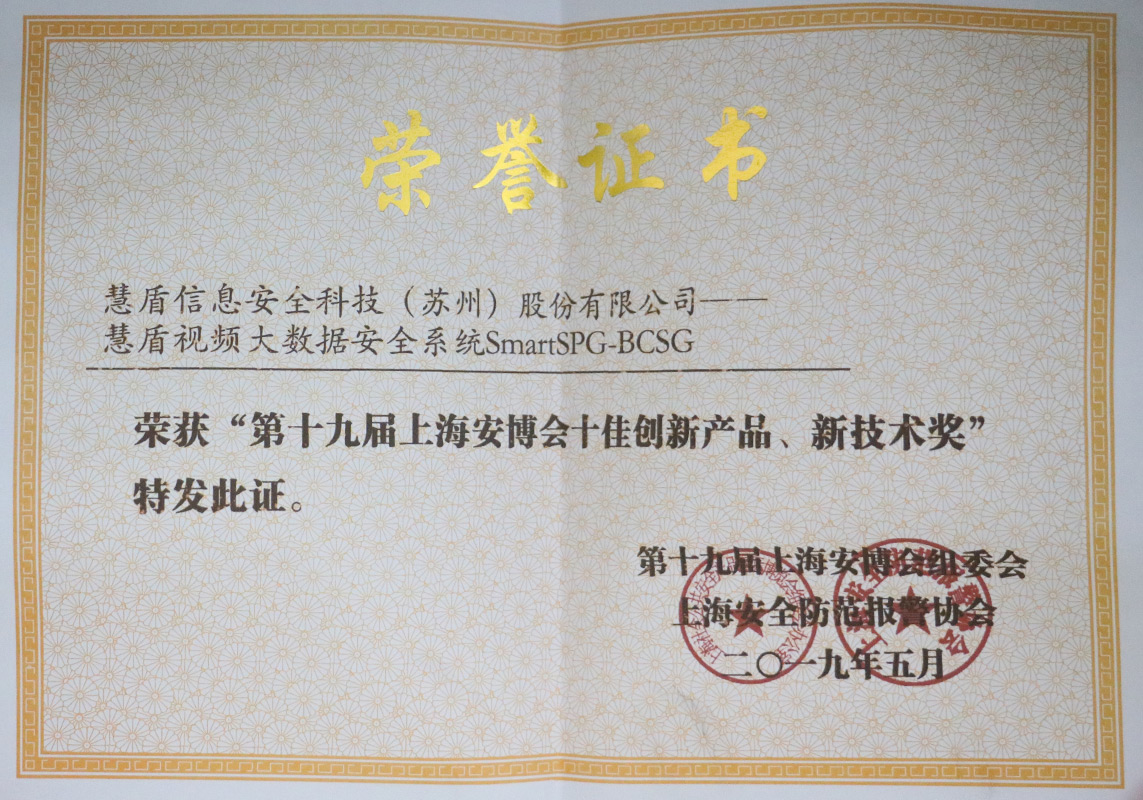 荣誉证书
慧盾信息安全科技（苏州）股份有限公司——
慧盾视频大数据安全系统SmartSPG-BCSG
荣获“第十九届上海安博会十佳创新产品、新技术奖”
特发此证。
第十九届上海安博会组委会
上海安全防范报警协会
二〇一九年五月